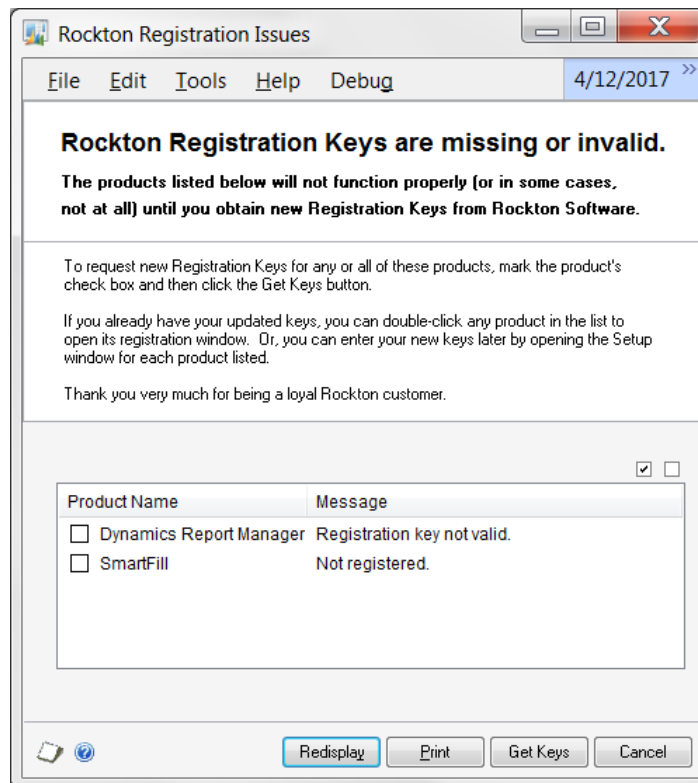 Rockton Registration Issues
File Edit Tools Help Debug 4/12/2017 »
Rockton Registration Keys are missing or invalid.
The products listed below will not function properly (or in some cases,
not at all) until you obtain new Registration Keys from Rockton Software.
To request new Registration Keys for any or all of these products, mark the product's
check box and then click the Get Keys button.
If you already have your updated keys, you can double-click any product in the list to
open its registration window.  Or, you can enter your new keys later by opening the Setup
window for each product listed.
Thank you very much for being a loyal Rockton customer.
Product Name Message
Dynamics Report Manager Registration key not valid.
SmartFill Not registered.
Redisplay Print Get Keys Cancel